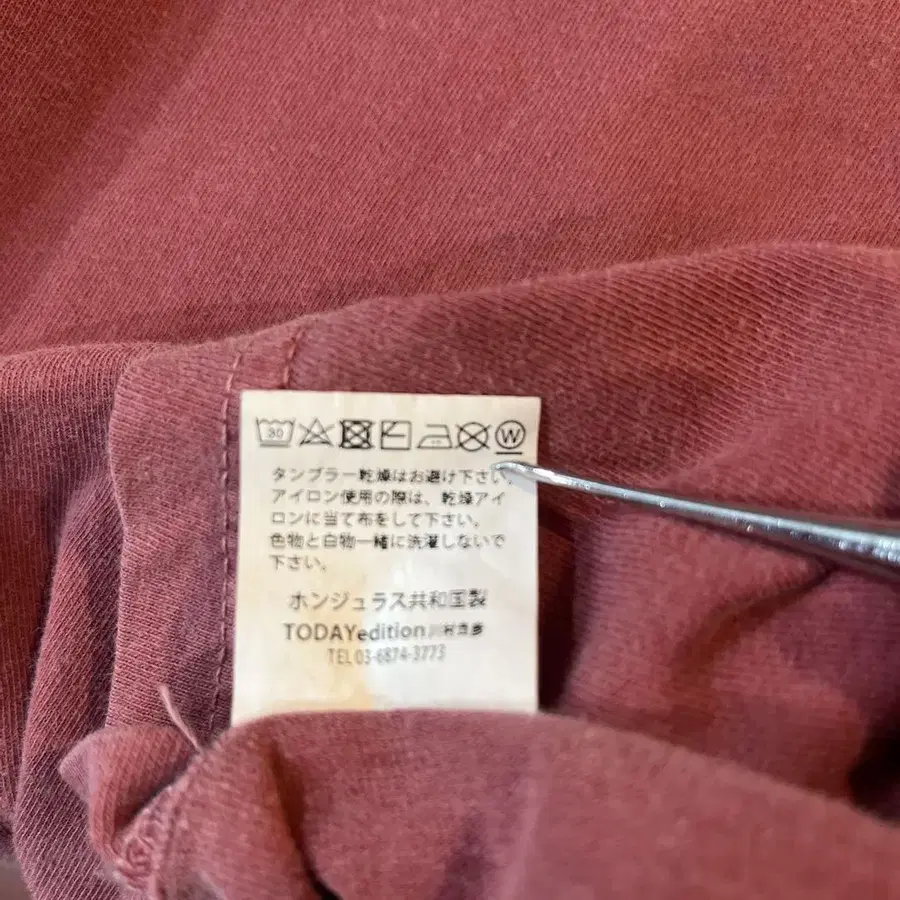 30
W
タンブラー乾燥はお避け下さい。
アイロン使用の際は、乾燥アイ
ロンに当て布をして下さい。
色物と白物一緒に洗濯しないで
下さい。
ホンジュラス共和国製
TODAYedition 川村
TEL 03-6874-3773